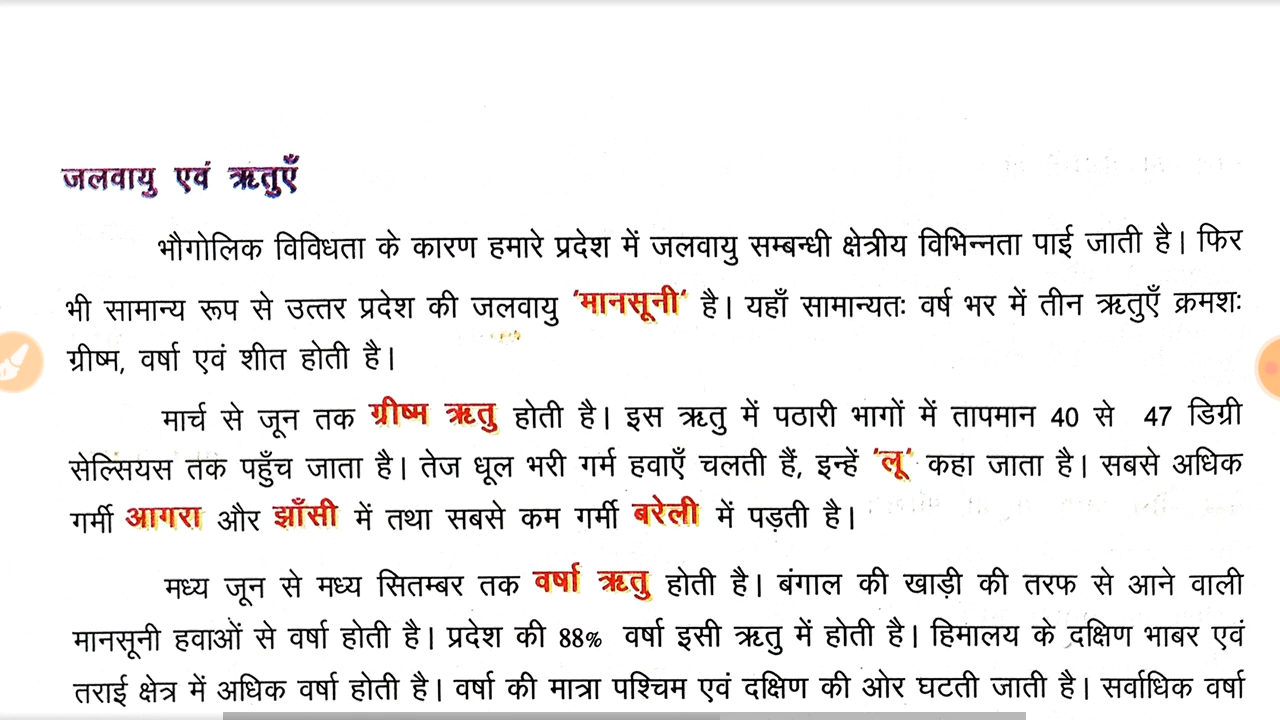 जलवायु एवं ऋतुएँ
भौगोलिक विविधता के कारण हमारे प्रदेश में जलवायु सम्बन्धी क्षेत्रीय विभिन्नता पाई जाती है। फिर
भी सामान्य रूप से उत्तर प्रदेश की जलवायु 'मानसूनी' है। यहाँ सामान्यतः वर्ष भर में तीन ऋतुएँ क्रमशः
ग्रीष्म, वर्षा एवं शीत होती है।
मार्च से जून तक ग्रीष्म ऋतु होती है। इस ऋतु में पठारी भागों में तापमान 40 से 47 डिग्री
सेल्सियस तक पहुँच जाता है। तेज धूल भरी गर्म हवाएँ चलती हैं, इन्हें 'लू' कहा जाता है। सबसे अधिक
गर्मी आगरा और झाँसी में तथा सबसे कम गर्मी बरेली में पड़ती है।
मध्य जून से मध्य सितम्बर तक वर्षा ऋतु होती है। बंगाल की खाड़ी की तरफ से आने वाली
मानसूनी हवाओं से वर्षा होती है। प्रदेश की 88% वर्षा इसी ऋतु में होती है। हिमालय के दक्षिण भाबर एवं
तराई क्षेत्र में अधिक वर्षा होती है। वर्षा की मात्रा पश्चिम एवं दक्षिण की ओर घटती जाती है। सर्वाधिक वर्षा